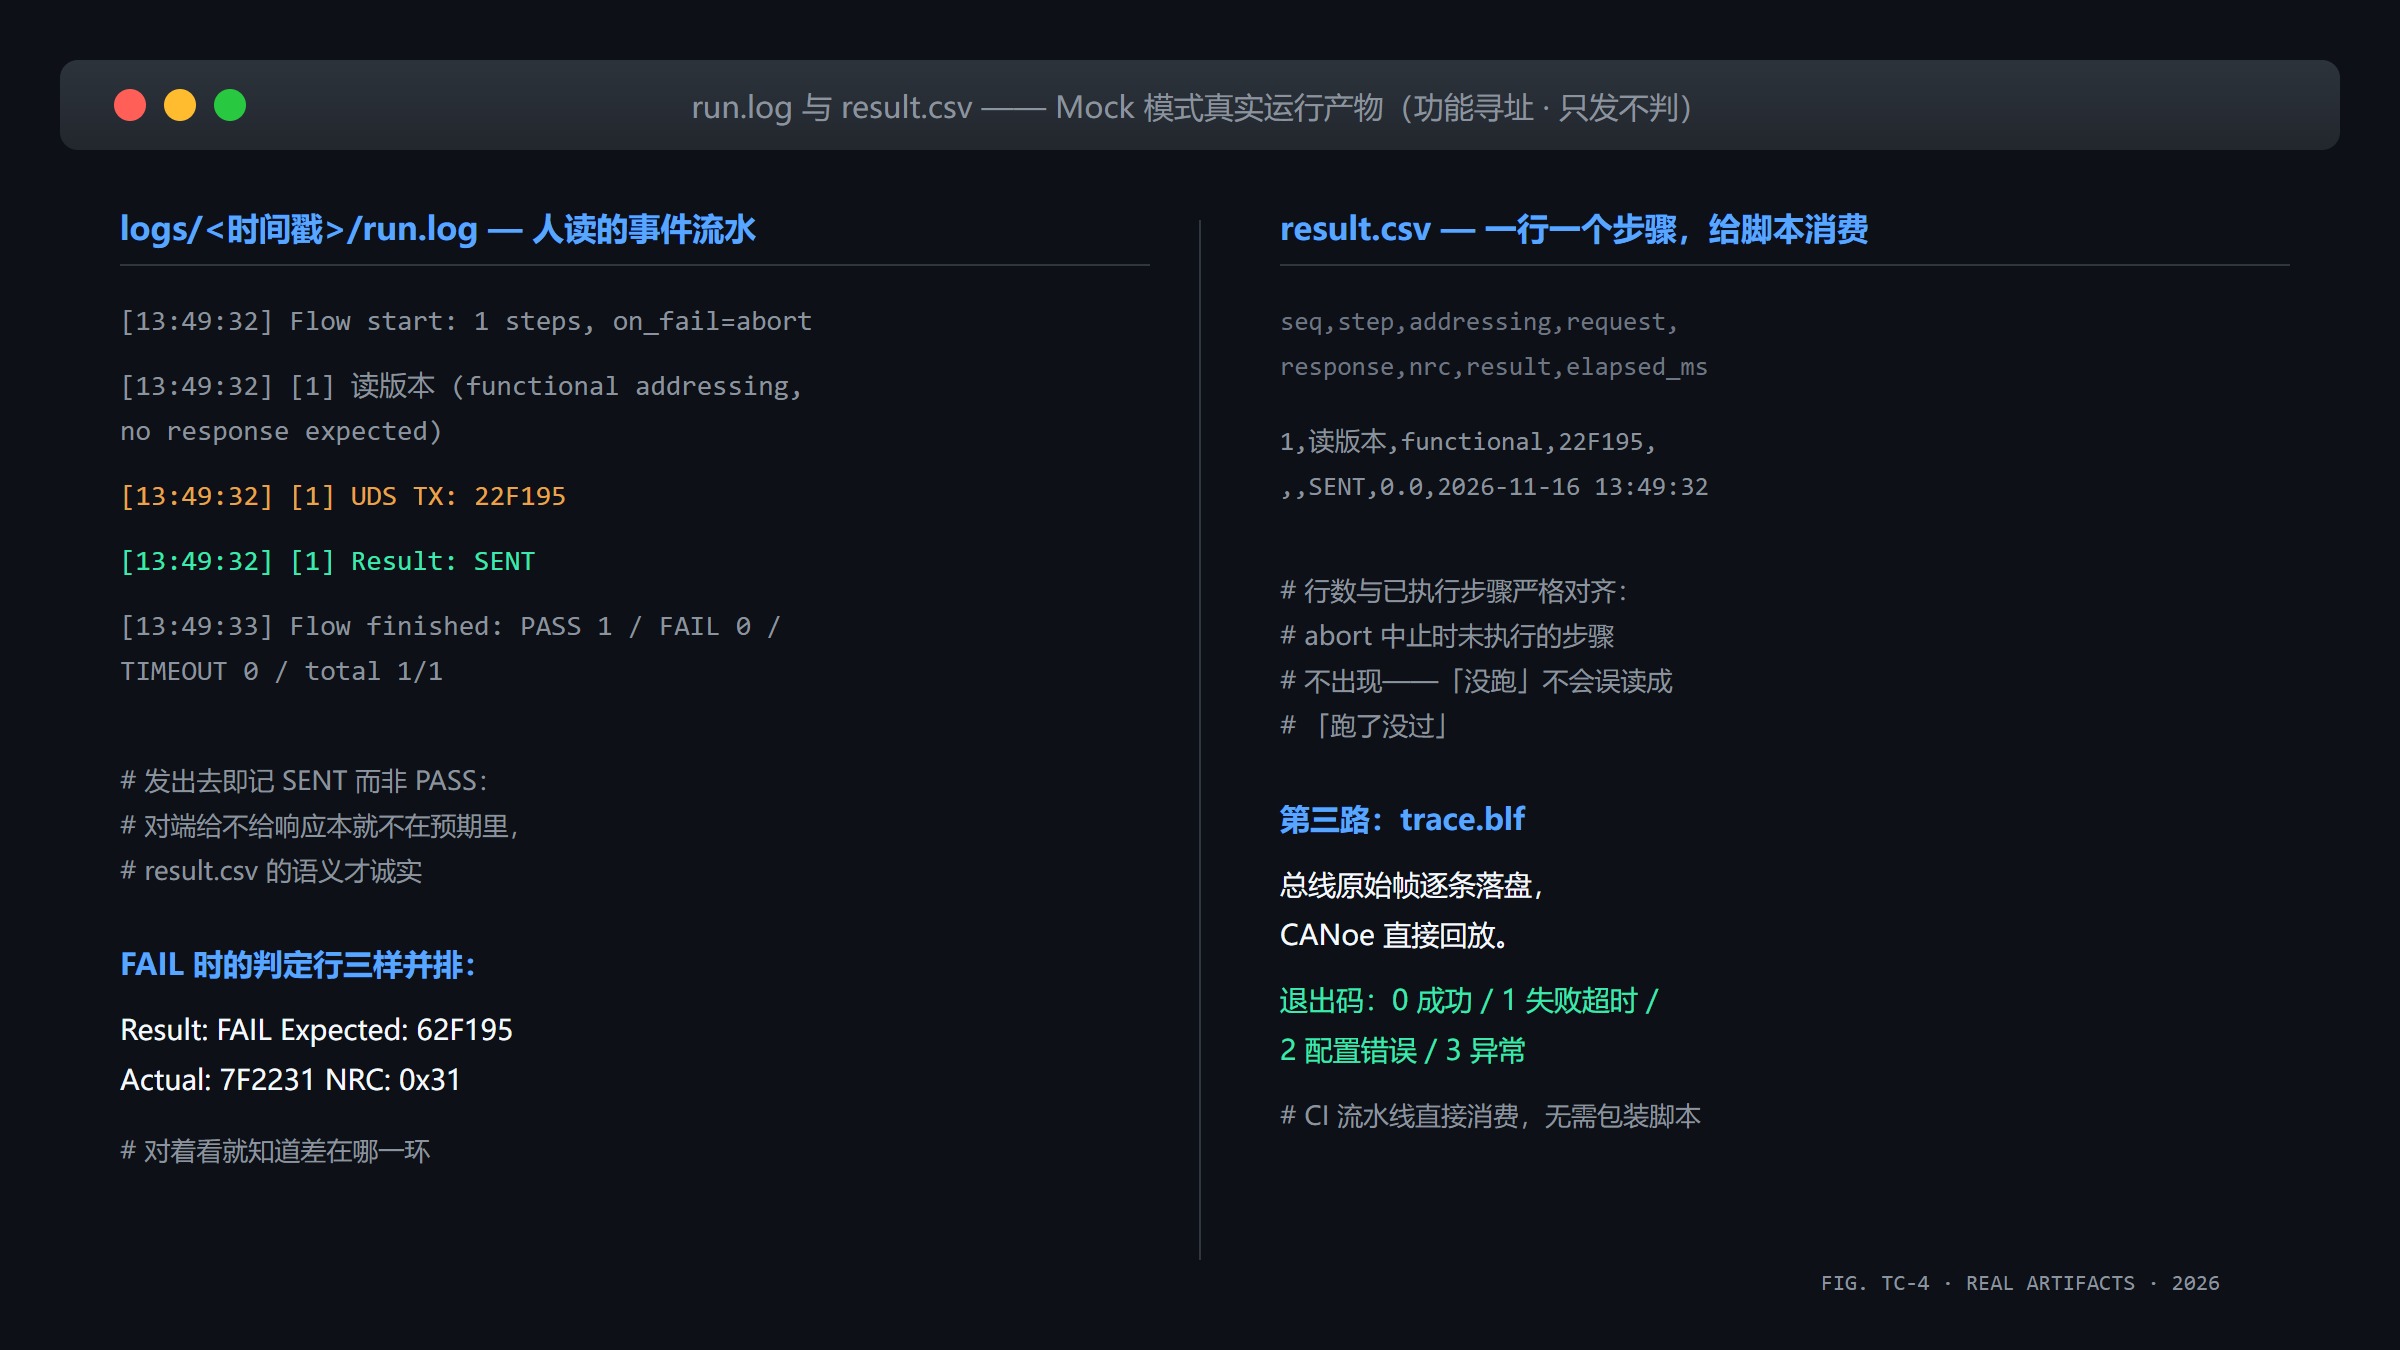 run.log 与 result.csv —— Mock 模式真实运行产物（功能寻址 · 只发不判）
logs/<时间戳>/run.log — 人读的事件流水
[13:49:32] Flow start: 1 steps, on_fail=abort
[13:49:32] [1] 读版本 (functional addressing,
no response expected)
[13:49:32] [1] UDS TX: 22F195
[13:49:32] [1] Result: SENT
[13:49:33] Flow finished: PASS 1 / FAIL 0 /
TIMEOUT 0 / total 1/1
# 发出去即记 SENT 而非 PASS：
# 对端给不给响应本就不在预期里，
# result.csv 的语义才诚实
FAIL 时的判定行三样并排：
Result: FAIL Expected: 62F195
Actual: 7F2231 NRC: 0x31
# 对着看就知道差在哪一环
result.csv — 一行一个步骤，给脚本消费
seq,step,addressing,request,
response,nrc,result,elapsed_ms
1,读版本,functional,22F195,
,,SENT,0.0,2026-11-16 13:49:32
# 行数与已执行步骤严格对齐：
# abort 中止时未执行的步骤
# 不出现——「没跑」不会误读成
# 「跑了没过」
第三路：trace.blf
总线原始帧逐条落盘，
CANoe 直接回放。
退出码：0 成功 / 1 失败超时 /
2 配置错误 / 3 异常
# CI 流水线直接消费，无需包装脚本
FIG. TC-4 · REAL ARTIFACTS · 2026